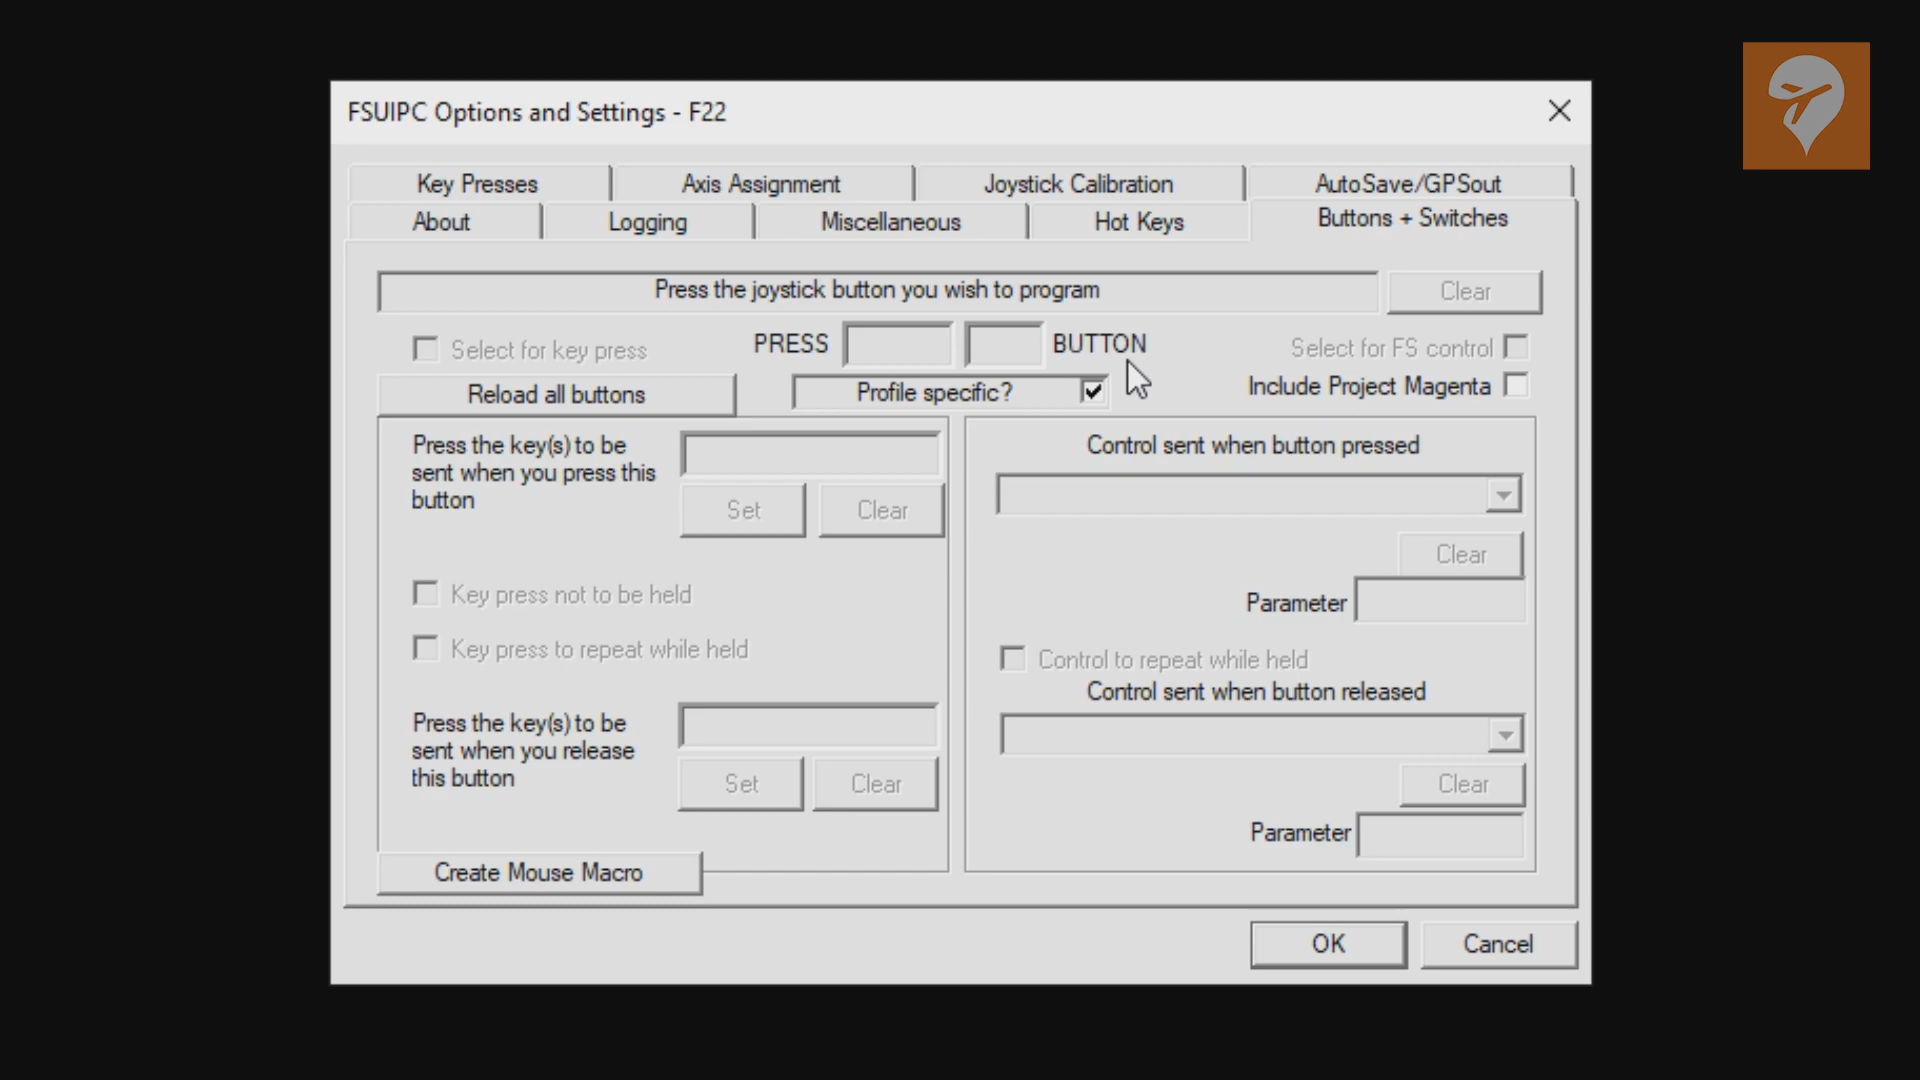 FSUIPC Options and Settings - F22
Key Presses
Axis Assignment
Joystick Calibration
AutoSave/GPSout
About
Logging
Miscellaneous
Hot Keys
Buttons + Switches
Press the joystick button you wish to program
Clear
Select for key press
PRESS
BUTTON
Select for FS control
Reload all buttons
Profile specific?
Include Project Magenta
Press the key(s) to be
sent when you press this
button
Set
Clear
Key press not to be held
Key press to repeat while held
Press the key(s) to be
sent when you release
this button
Set
Clear
Create Mouse Macro
Control sent when button pressed
Clear
Parameter
Control to repeat while held
Control sent when button released
Clear
Parameter
OK
Cancel